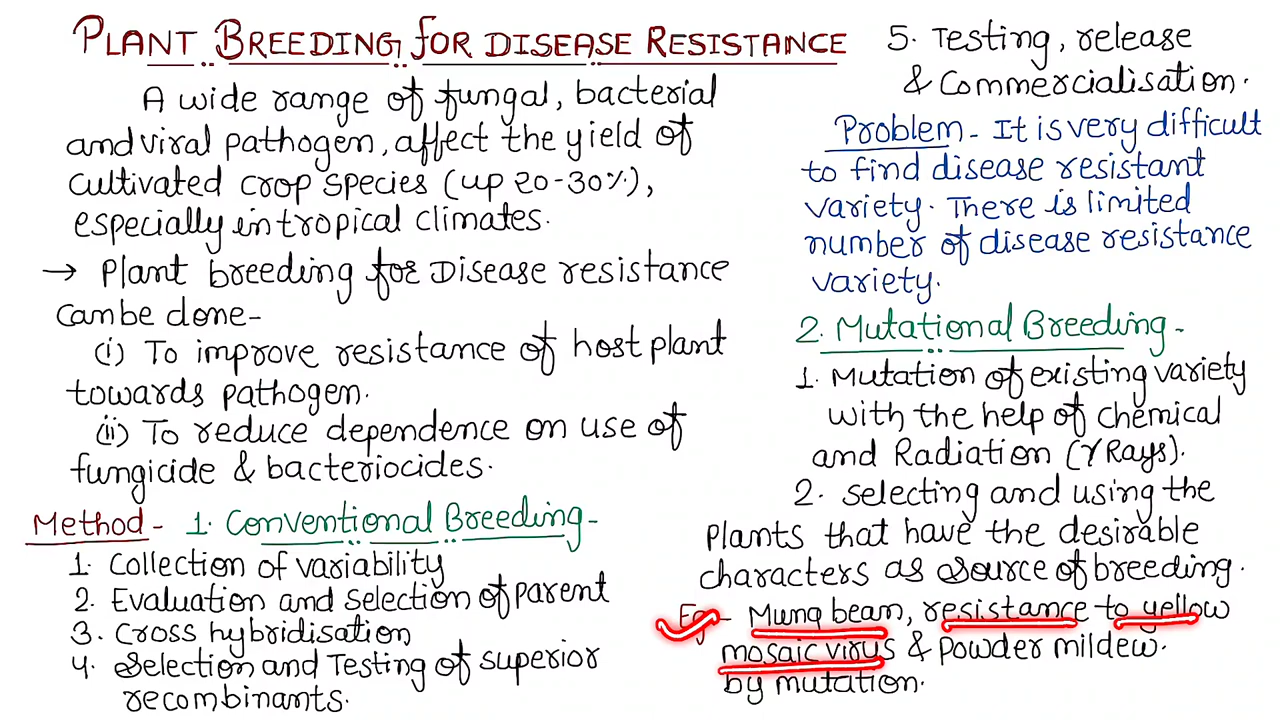 PLANT BREEDING FOR DISEASE RESISTANCE
A wide range of fungal, bacterial
and viral pathogen, affect the yield of
cultivated crop species (up 20-30%),
especially in tropical climates.
→ Plant breeding for Disease resistance
can be done-
(i) To improve resistance of host plant
towards pathogen.
(ii) To reduce dependence on use of
fungicide & bacteriocides.
Method - 1. Conventional Breeding-
1. Collection of variability
2. Evaluation and selection of parent
3. Cross hybridisation
4. Selection and Testing of superior
recombinants.
5. Testing, release
& Commercialisation.
Problem - It is very difficult
to find disease resistant
variety. There is limited
number of disease resistance
variety.
2. Mutational Breeding-
1. Mutation of existing variety
with the help of chemical
and Radiation (γ Rays).
2. Selecting and using the
plants that have the desirable
characters as source of breeding.
Eg - Mung bean, resistance to yellow
mosaic virus & Powder mildew.
by mutation.